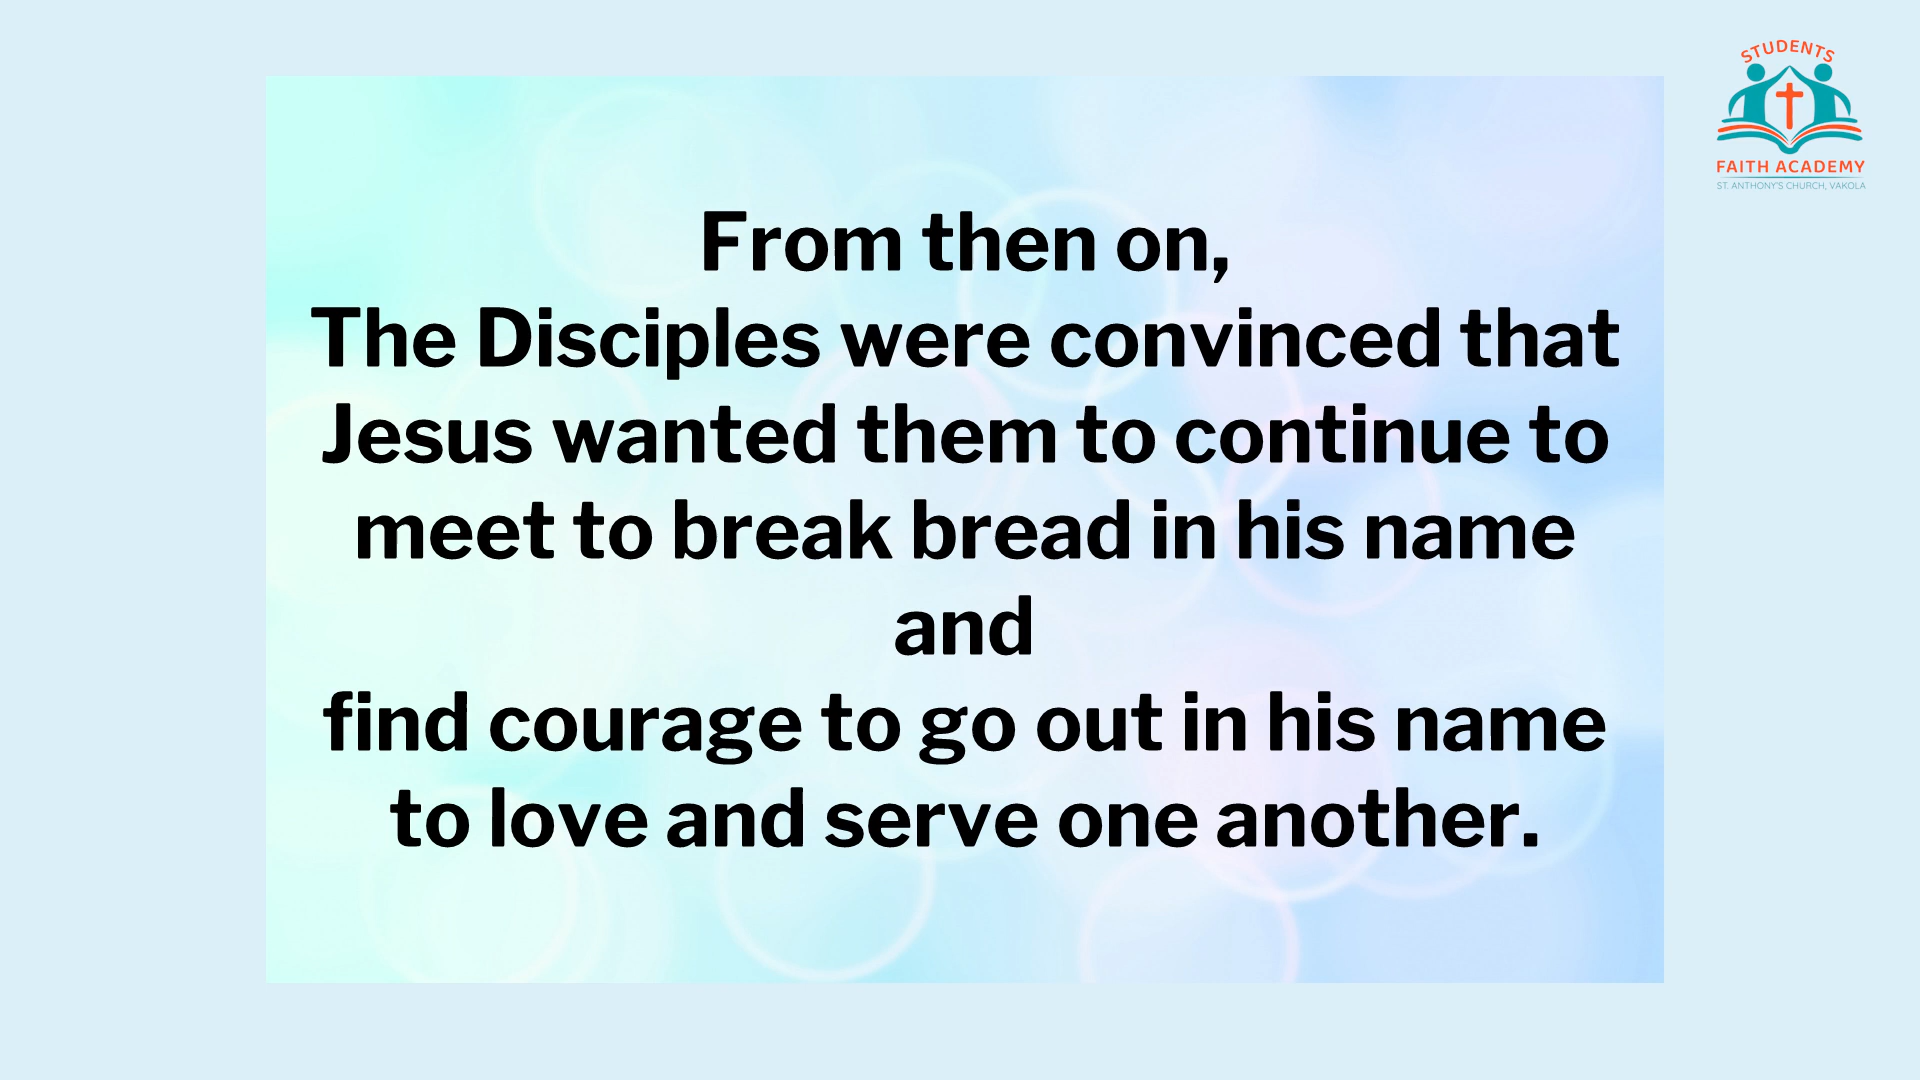 STUDENTS
FAITH ACADEMY
ST. ANTHONY'S CHURCH, VAKOLA
From then on,
The Disciples were convinced that
Jesus wanted them to continue to
meet to break bread in his name
and
find courage to go out in his name
to love and serve one another.